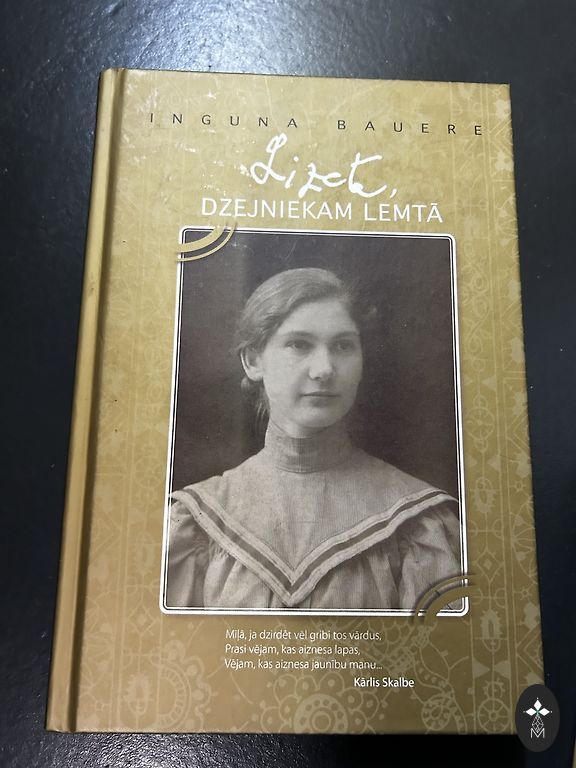 INGUNA BAUERE
Lizete,
DZEJNIEKAM LEMTĀ
Mīļā, ja dzirdēt vēl gribi tos vārdus,
Prasi vējam, kas aiznesa lapas,
Vējam, kas aiznesa jaunību manu...
Kārlis Skalbe